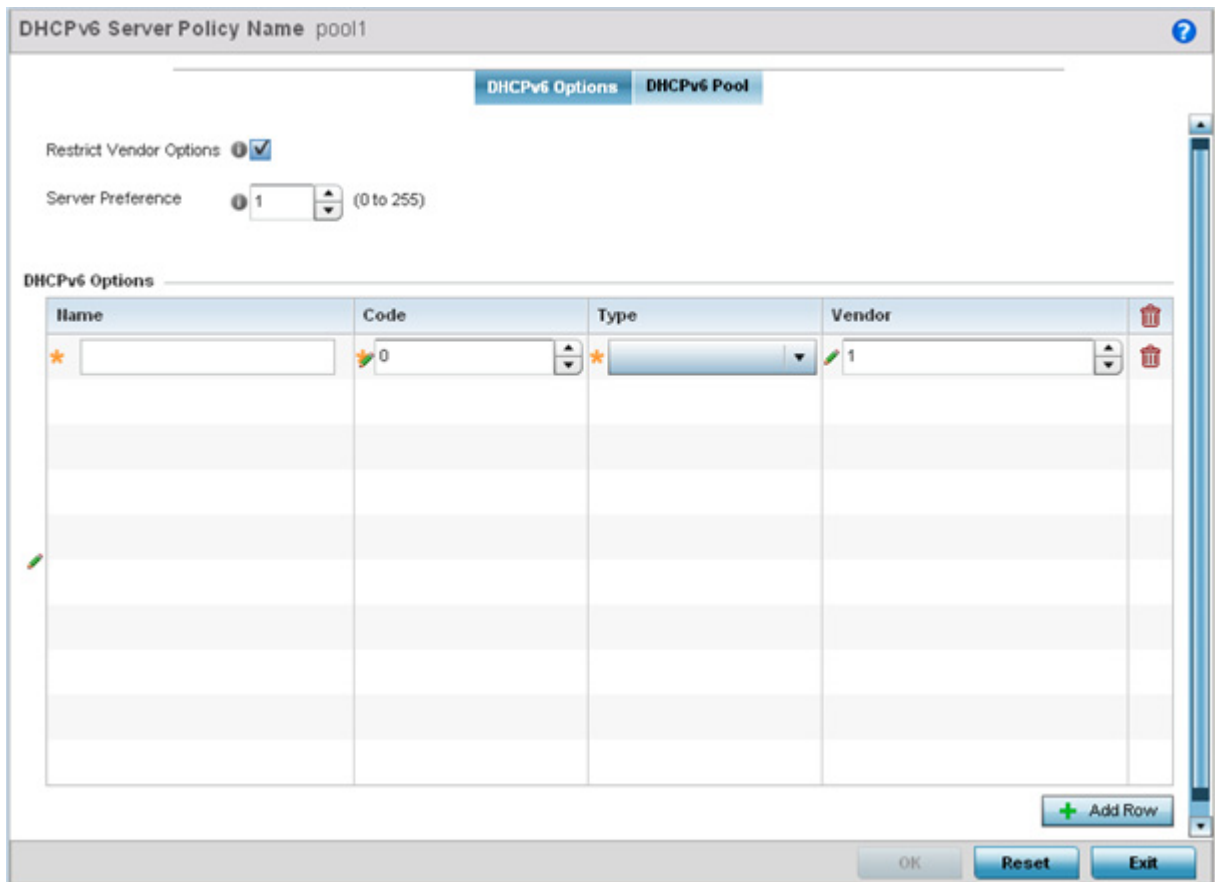 DHCPv6 Server Policy Name pool1
DHCPv6 Options DHCPv6 Pool
Restrict Vendor Options
Server Preference 1 (0 to 255)
DHCPv6 Options
Name Code Type Vendor
0 1
Add Row
OK Reset Exit